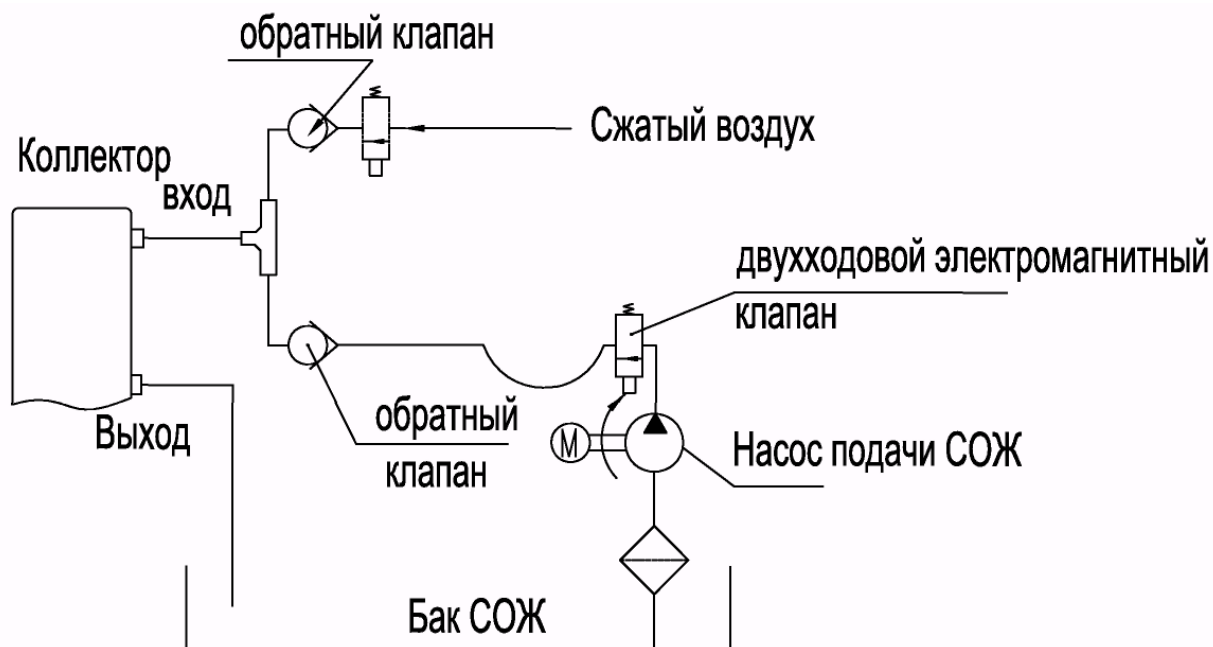 обратный клапан
Сжатый воздух
Коллектор
вход
двухходовой электромагнитный
клапан
обратный
клапан
Выход
М
Насос подачи СОЖ
Бак СОЖ